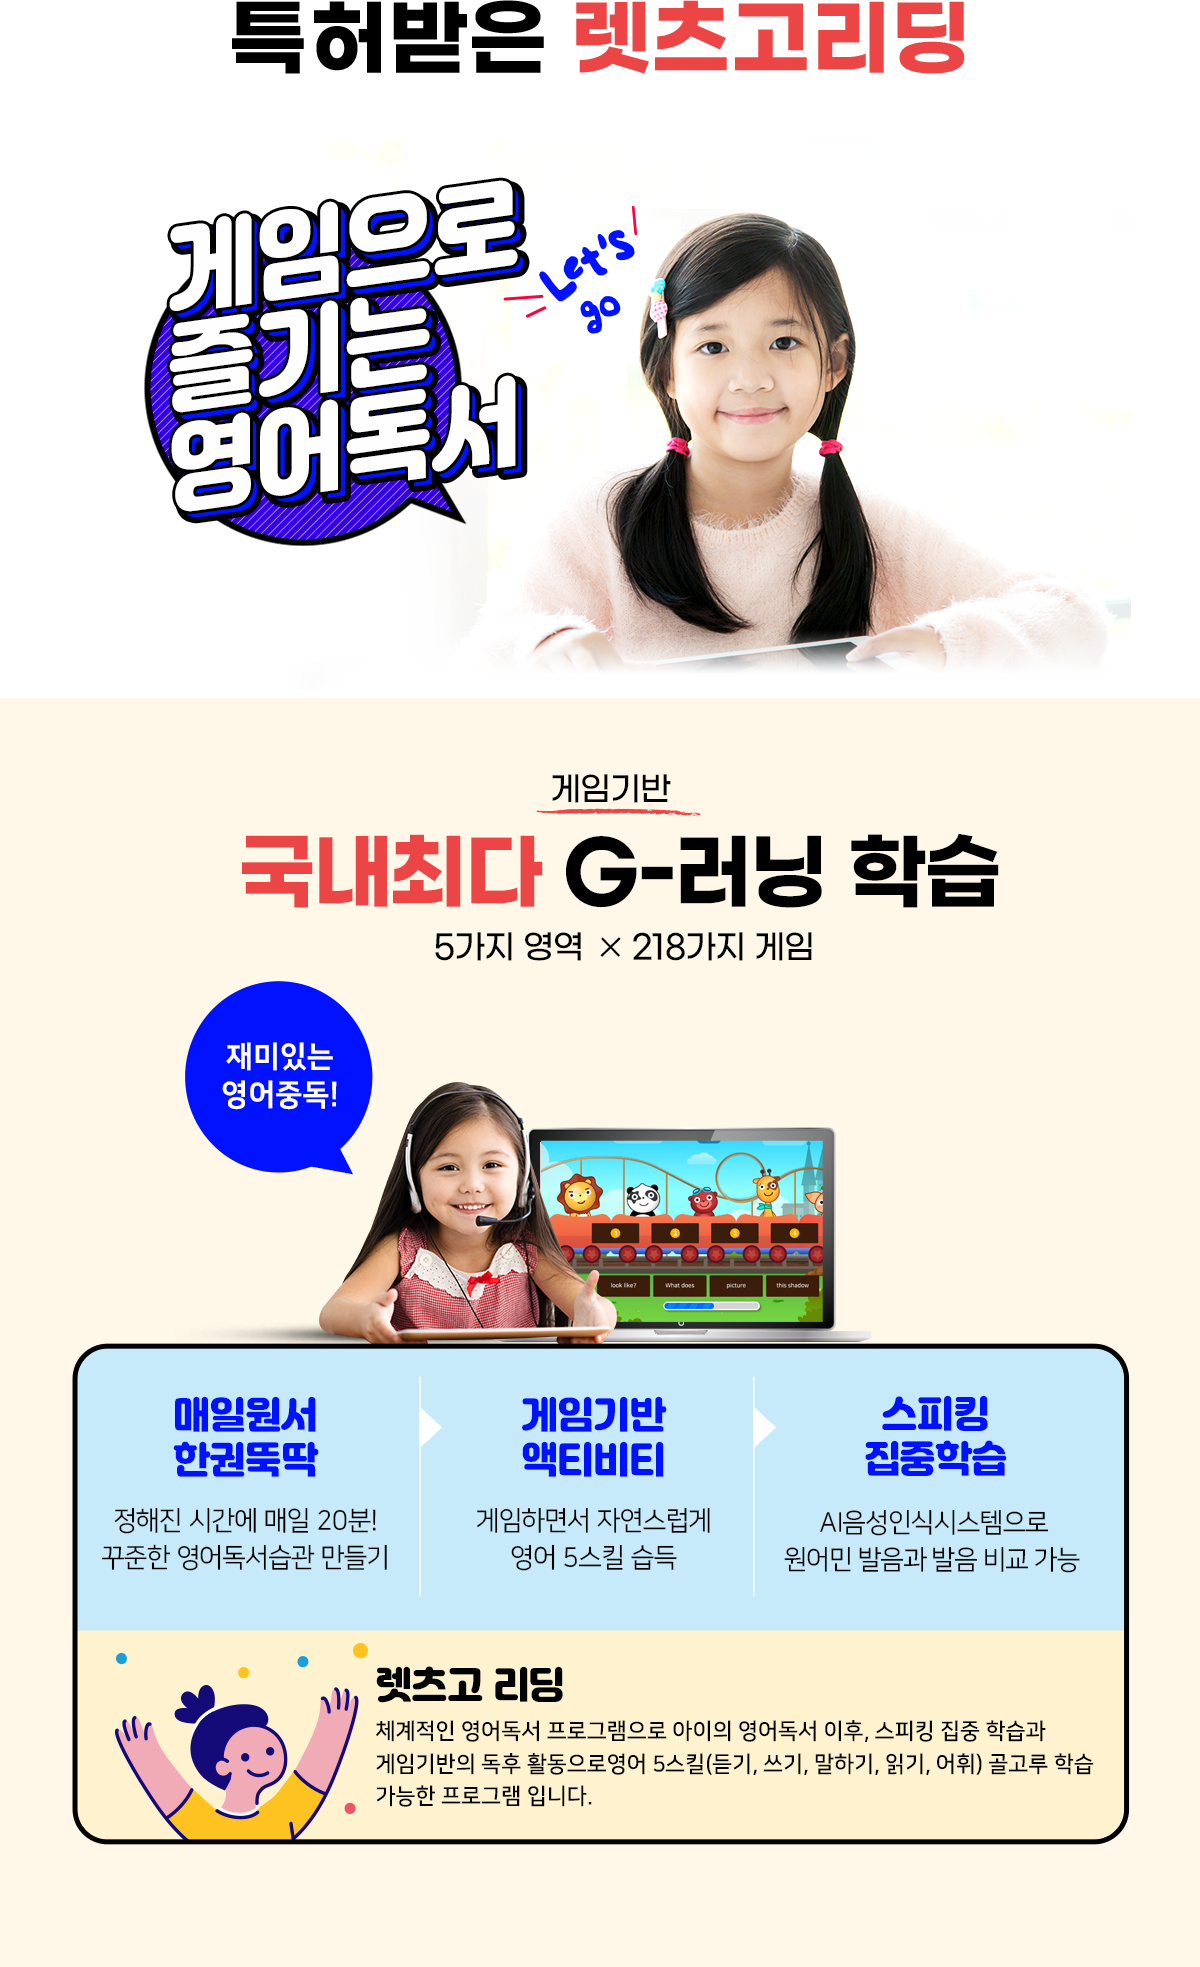 특허받은 렛츠고리딩
게임으로
즐기는
영어독서
Let's
go
게임기반
국내최다 G-러닝 학습
5가지 영역 × 218가지 게임
재미있는
영어중독!
1 2 3 4
look like? What does picture this shadow
매일원서
한권뚝딱
정해진 시간에 매일 20분!
꾸준한 영어독서습관 만들기
게임기반
액티비티
게임하면서 자연스럽게
영어 5스킬 습득
스피킹
집중학습
AI음성인식시스템으로
원어민 발음과 발음 비교 가능
렛츠고 리딩
체계적인 영어독서 프로그램으로 아이의 영어독서 이후, 스피킹 집중 학습과
게임기반의 독후 활동으로영어 5스킬(듣기, 쓰기, 말하기, 읽기, 어휘) 골고루 학습
가능한 프로그램 입니다.